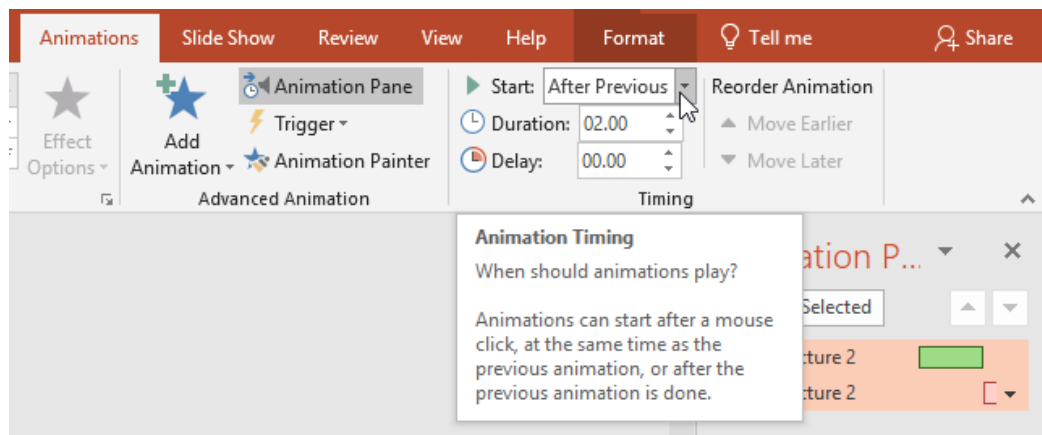 Animations Slide Show Review View Help Format Tell me Share
Effect Options
Add Animation
Animation Pane
Trigger
Animation Painter
Advanced Animation
Start: After Previous
Duration: 02.00
Delay: 00.00
Timing
Reorder Animation
Move Earlier
Move Later
Animation Timing
When should animations play?
Animations can start after a mouse
click, at the same time as the
previous animation, or after the
previous animation is done.
ation P...
Selected
cture 2
cture 2